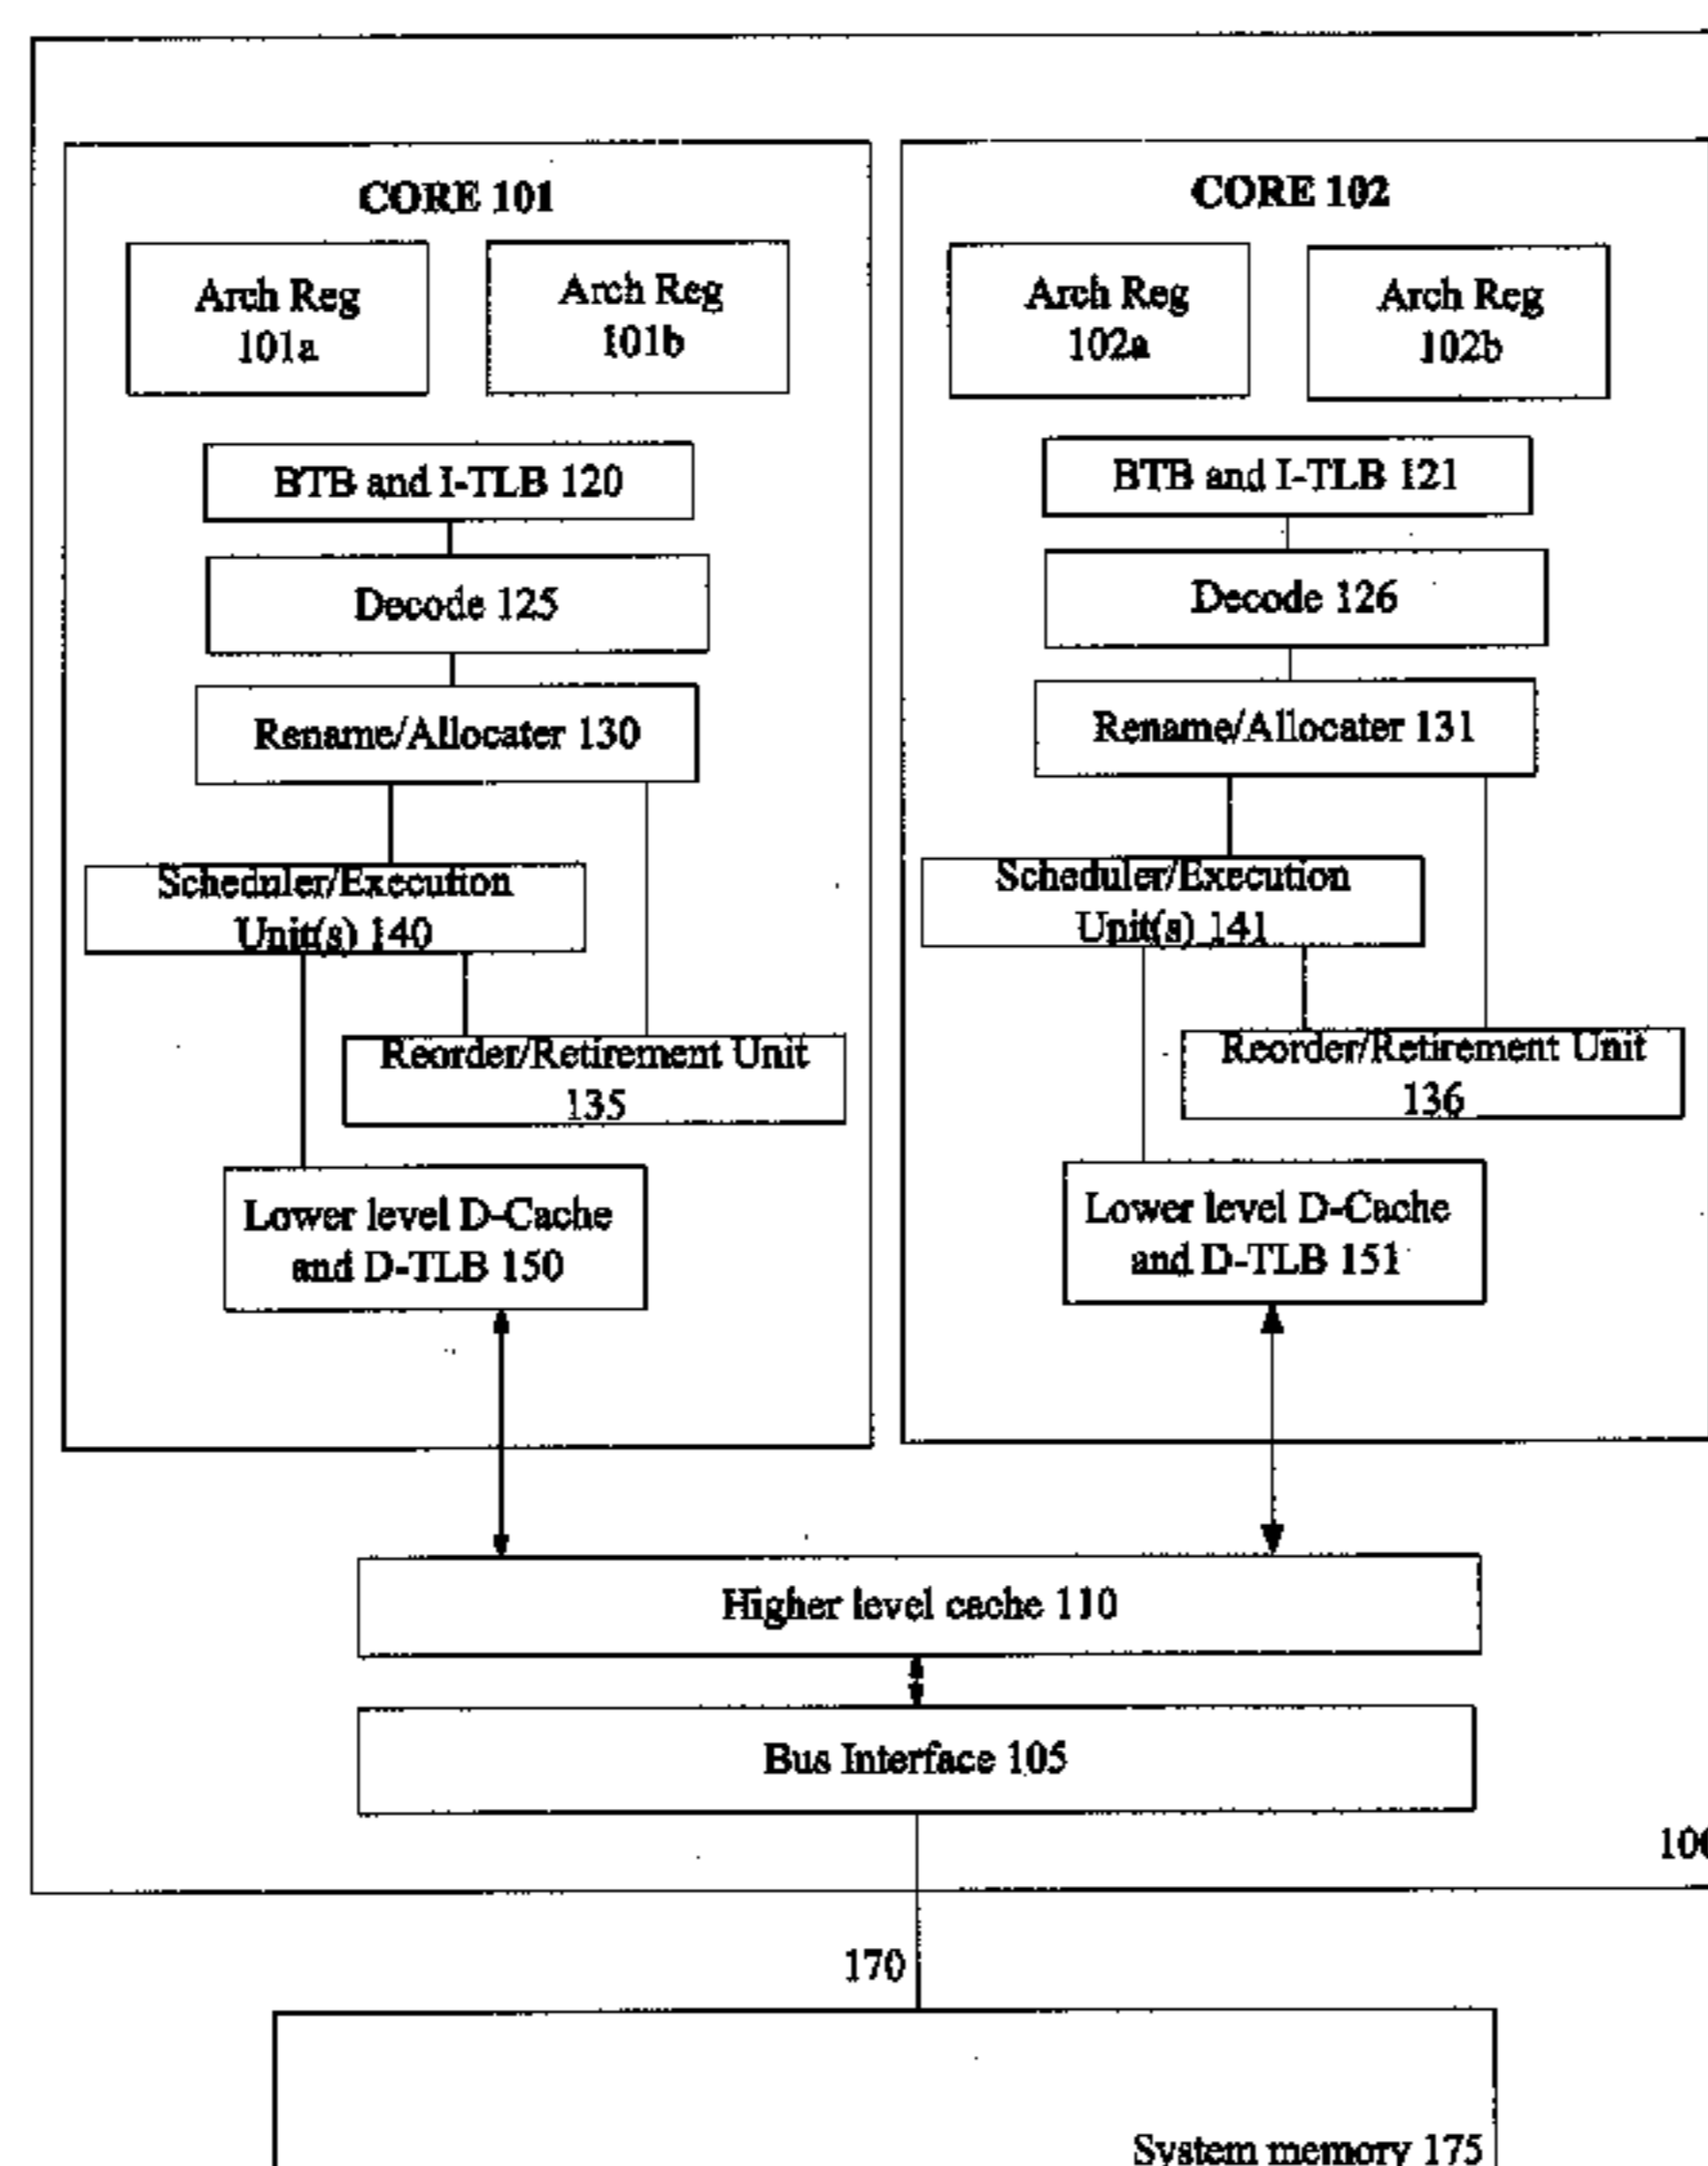 CORE 101
Arch Reg
101a
Arch Reg
101b
BTB and I-TLB 120
Decode 125
Rename/Allocater 130
Scheduler/Execution
Unit(s) 140
Reorder/Retirement Unit
135
Lower level D-Cache
and D-TLB 150
CORE 102
Arch Reg
102a
Arch Reg
102b
BTB and I-TLB 121
Decode 126
Rename/Allocater 131
Scheduler/Execution
Unit(s) 141
Reorder/Retirement Unit
136
Lower level D-Cache
and D-TLB 151
Higher level cache 110
Bus Interface 105
170
System memory 175